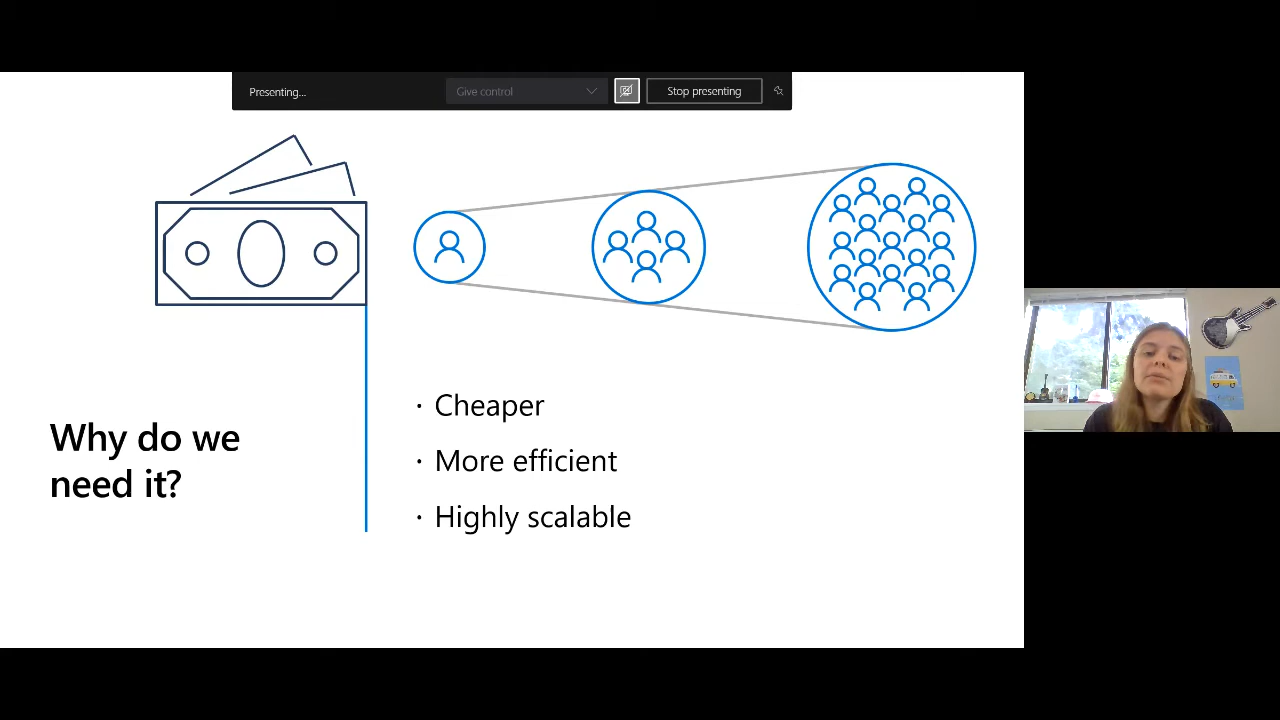 Presenting...
Give control
Stop presenting
Why do we
need it?
· Cheaper
· More efficient
· Highly scalable